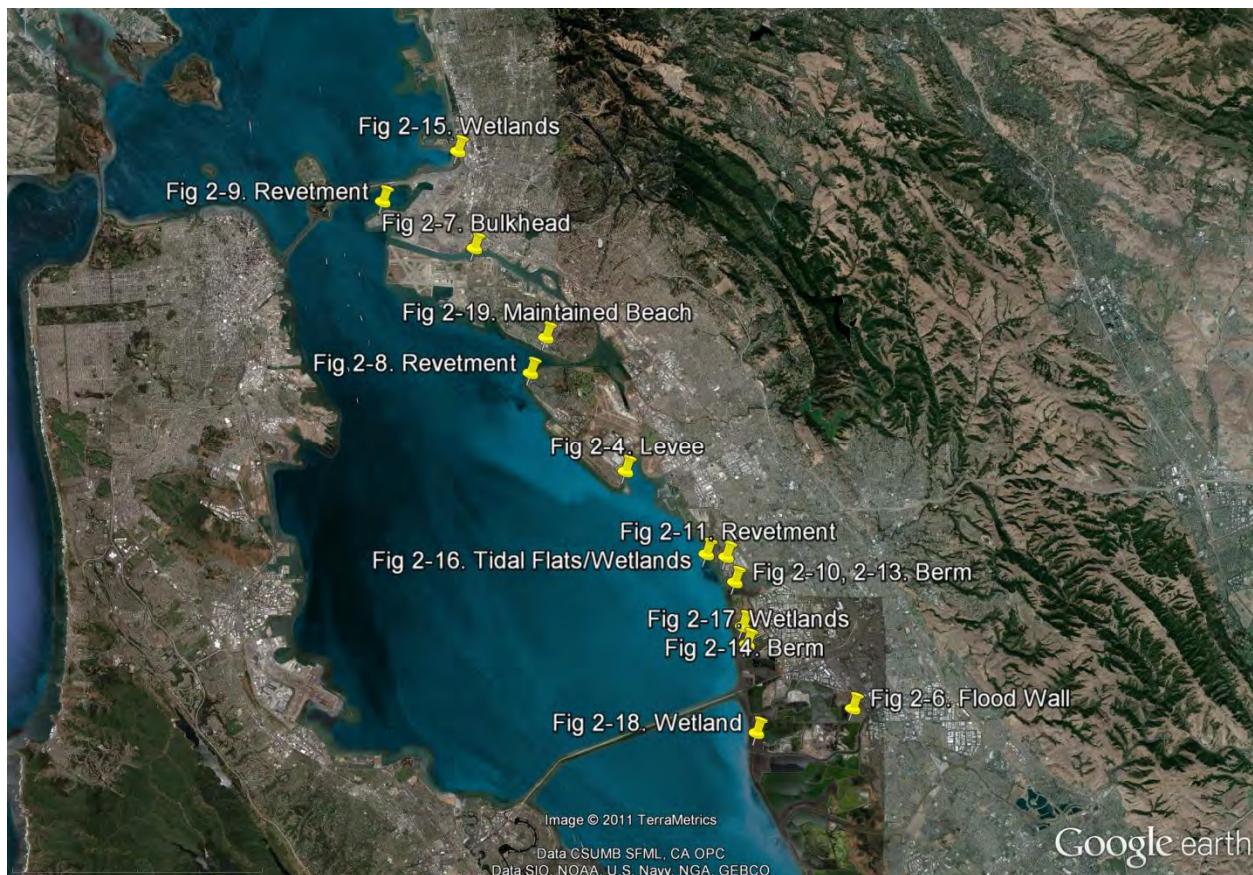 Fig 2-15. Wetlands
Fig 2-9. Revetment
Fig 2-7. Bulkhead
Fig 2-19. Maintained Beach
Fig 2-8. Revetment
Fig 2-4. Levee
Fig 2-11. Revetment
Fig 2-16. Tidal Flats/Wetlands
Fig 2-10, 2-13. Berm
Fig 2-17. Wetlands
Fig 2-14. Berm
Fig 2-6. Flood Wall
Fig 2-18. Wetland
Image © 2011 TerraMetrics
Data CSUMB SFML, CA OPC
Data SIO, NOAA, U.S. Navy, NGA, GEBCO
Google earth